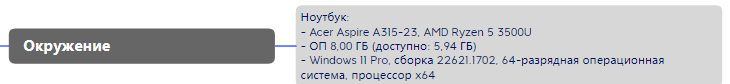 Окружение
Ноутбук:
- Acer Aspire A315-23, AMD Ryzen 5 3500U
- ОП 8,00 ГБ (доступно: 5,94 ГБ)
- Windows 11 Pro, сборка 22621.1702, 64-разрядная операционная
система, процессор x64